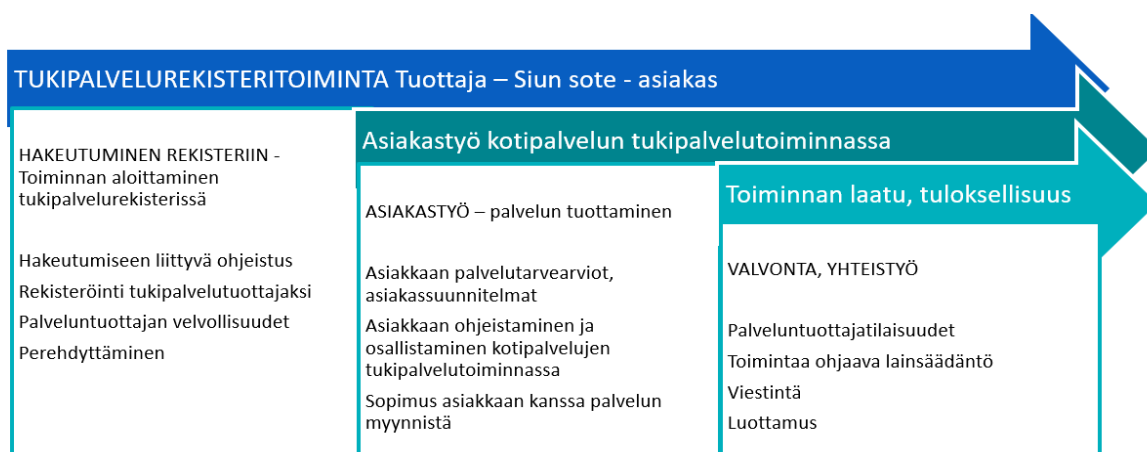 TUKIPALVELUREKISTERITOIMINTA Tuottaja – Siun sote - asiakas
HAKEUTUMINEN REKISTERIIN -
Toiminnan aloittaminen
tukipalvelurekisterissä
Hakeutumiseen liittyvä ohjeistus
Rekisteröinti tukipalvelutuottajaksi
Palveluntuottajan velvollisuudet
Perehdyttäminen
Asiakastyö kotipalvelun tukipalvelutoiminnassa
ASIAKASTYÖ – palvelun tuottaminen
Asiakkaan palvelutarvearviot,
asiakassuunnitelmat
Asiakkaan ohjeistaminen ja
osallistaminen kotipalvelujen
tukipalvelutoiminnassa
Sopimus asiakkaan kanssa palvelun
myynnistä
Toiminnan laatu, tuloksellisuus
VALVONTA, YHTEISTYÖ
Palveluntuottajatilaisuudet
Toimintaa ohjaava lainsäädäntö
Viestintä
Luottamus